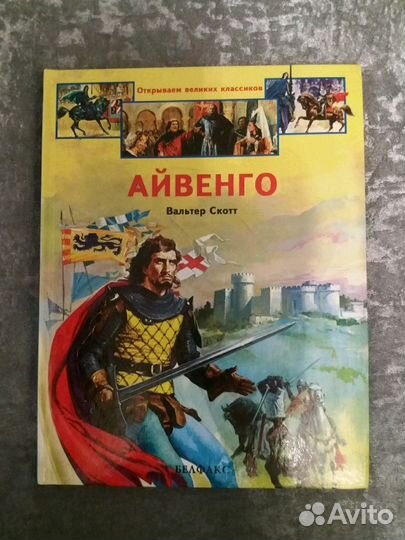 Открываем великих классиков
АЙВЕНГО
Вальтер Скотт
БЕЛФАКС
Avito